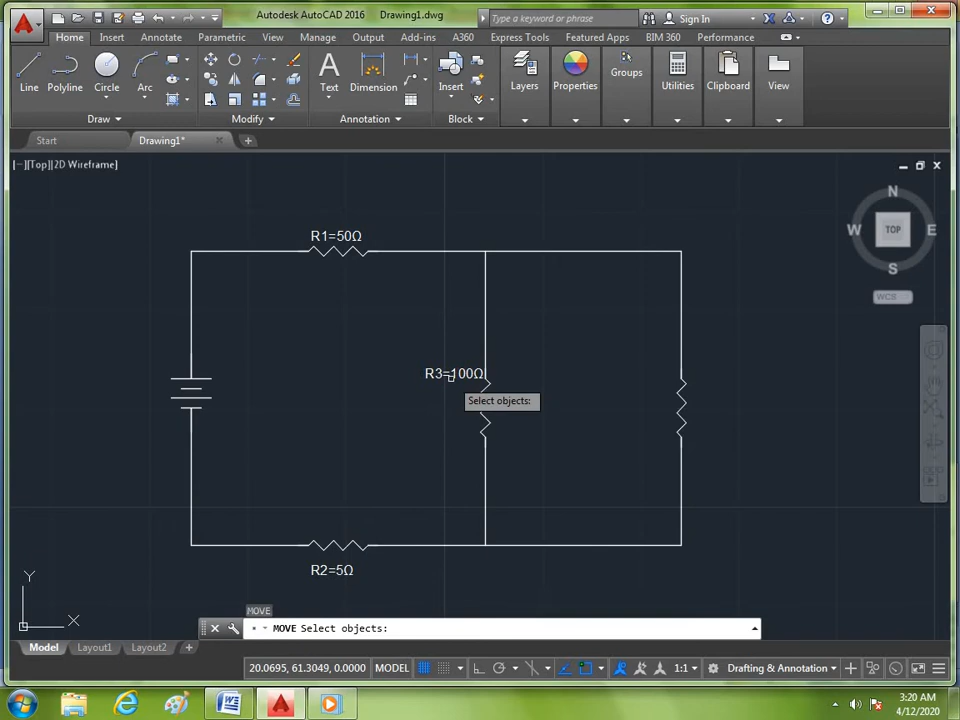 Autodesk AutoCAD 2016 Drawing1.dwg
Type a keyword or phrase
Sign In
Home Insert Annotate Parametric View Manage Output Add-ins A360 Express Tools Featured Apps BIM 360 Performance
Line Polyline Circle Arc
Text Dimension
Insert
Layers
Properties
Groups
Utilities
Clipboard
View
Draw Modify Annotation Block
Start Drawing1*
[−][Top][2D Wireframe]
N
W TOP E
S
WCS
R1=50Ω
R3=100Ω
Select objects:
R2=5Ω
Y
X
MOVE
MOVE Select objects:
Model Layout1 Layout2
20.0695, 61.3049, 0.0000 MODEL 1:1 Drafting & Annotation
3:20 AM
4/12/2020